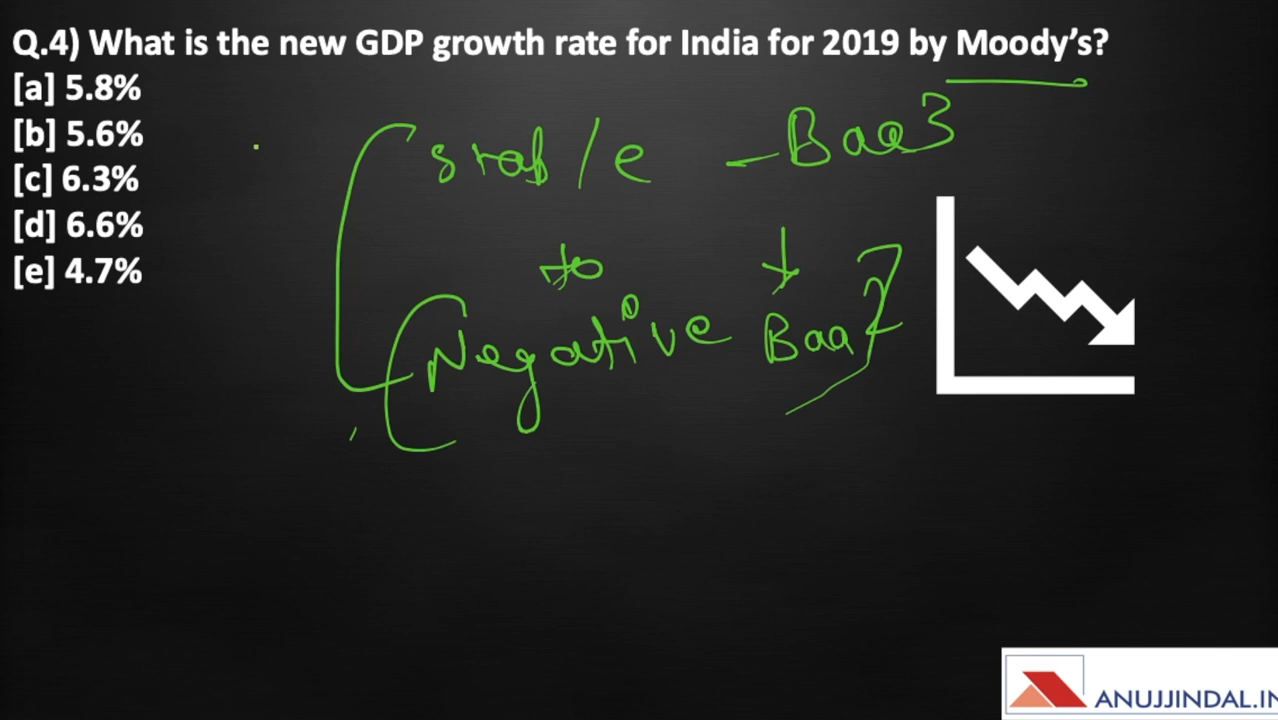 Q.4) What is the new GDP growth rate for India for 2019 by Moody's?
[a] 5.8%
[b] 5.6%
[c] 6.3%
[d] 6.6%
[e] 4.7%
stable - Baa3
to
Negative Baa2
ANUJJINDAL.IN